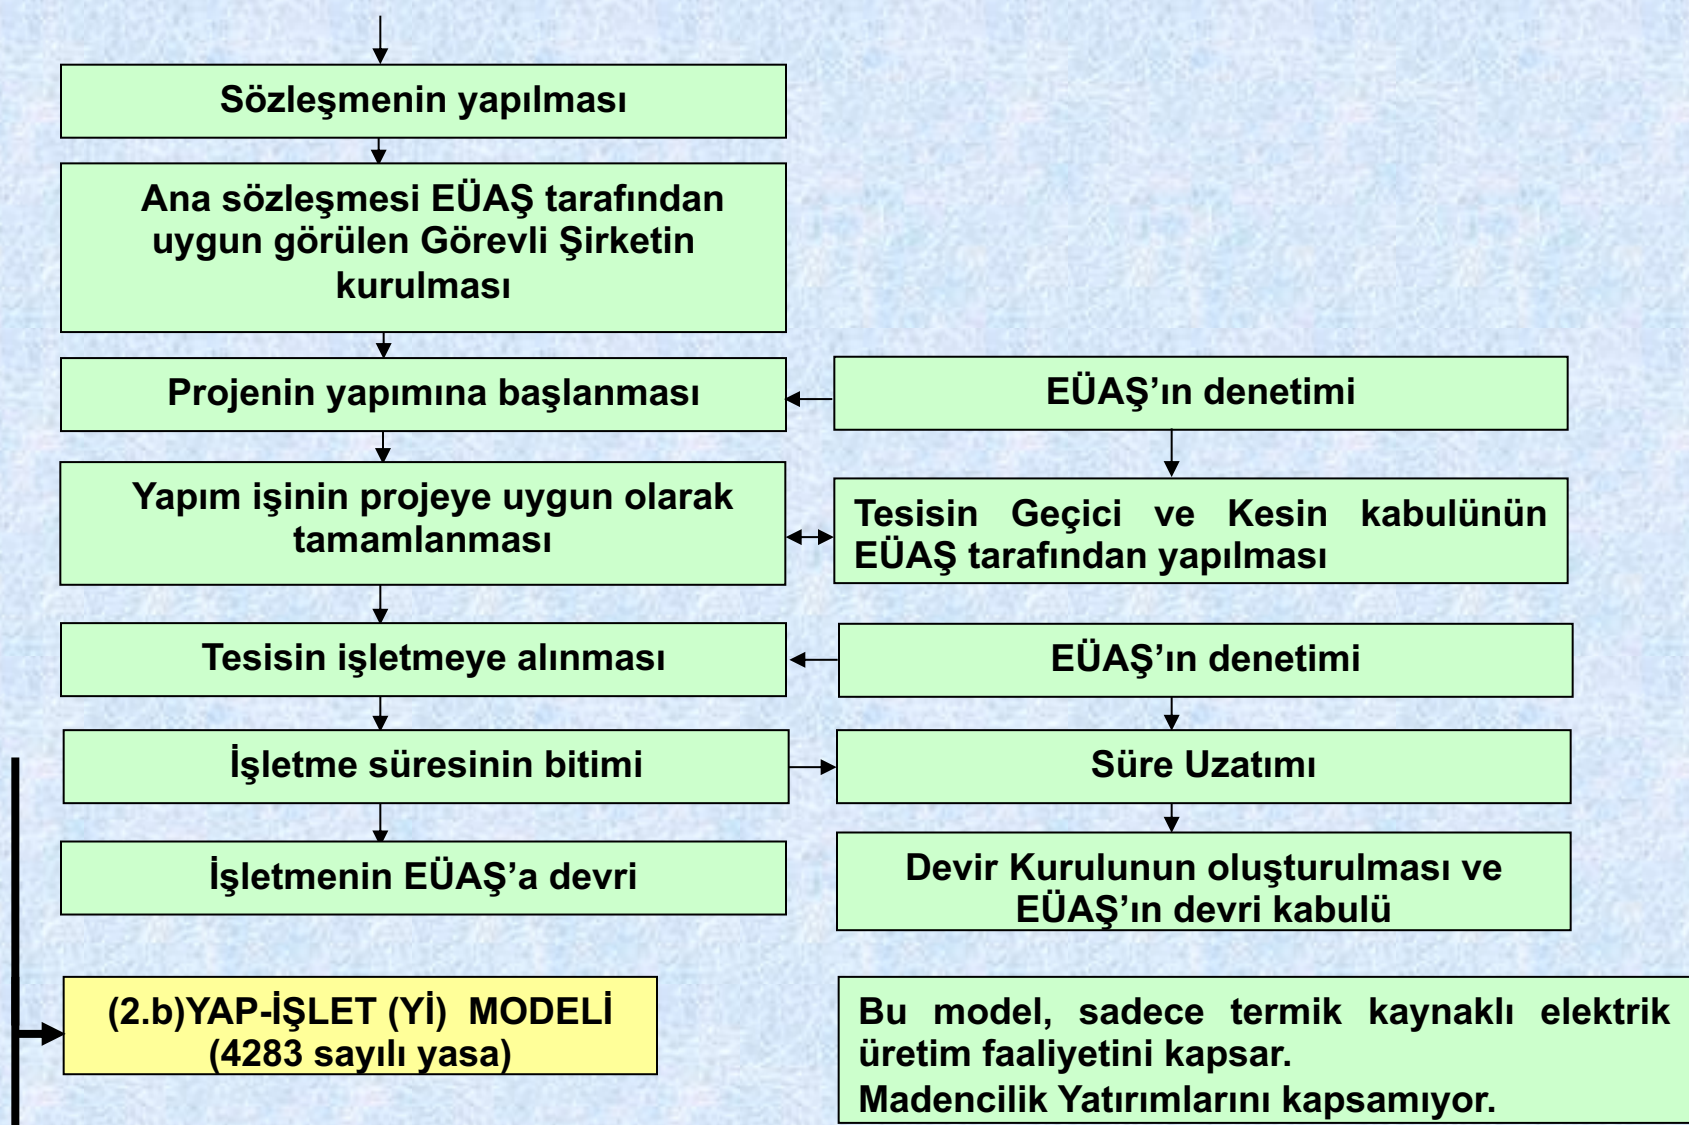 Sözleşmenin yapılması
Ana sözleşmesi EÜAŞ tarafından
uygun görülen Görevli Şirketin
kurulması
Projenin yapımına başlanması
EÜAŞ’ın denetimi
Yapım işinin projeye uygun olarak
tamamlanması
Tesisin Geçici ve Kesin kabulünün
EÜAŞ tarafından yapılması
Tesisin işletmeye alınması
EÜAŞ’ın denetimi
İşletme süresinin bitimi
Süre Uzatımı
İşletmenin EÜAŞ’a devri
Devir Kurulunun oluşturulması ve
EÜAŞ’ın devri kabulü
(2.b)YAP-İŞLET (Yİ) MODELİ
(4283 sayılı yasa)
Bu model, sadece termik kaynaklı elektrik
üretim faaliyetini kapsar.
Madencilik Yatırımlarını kapsamıyor.